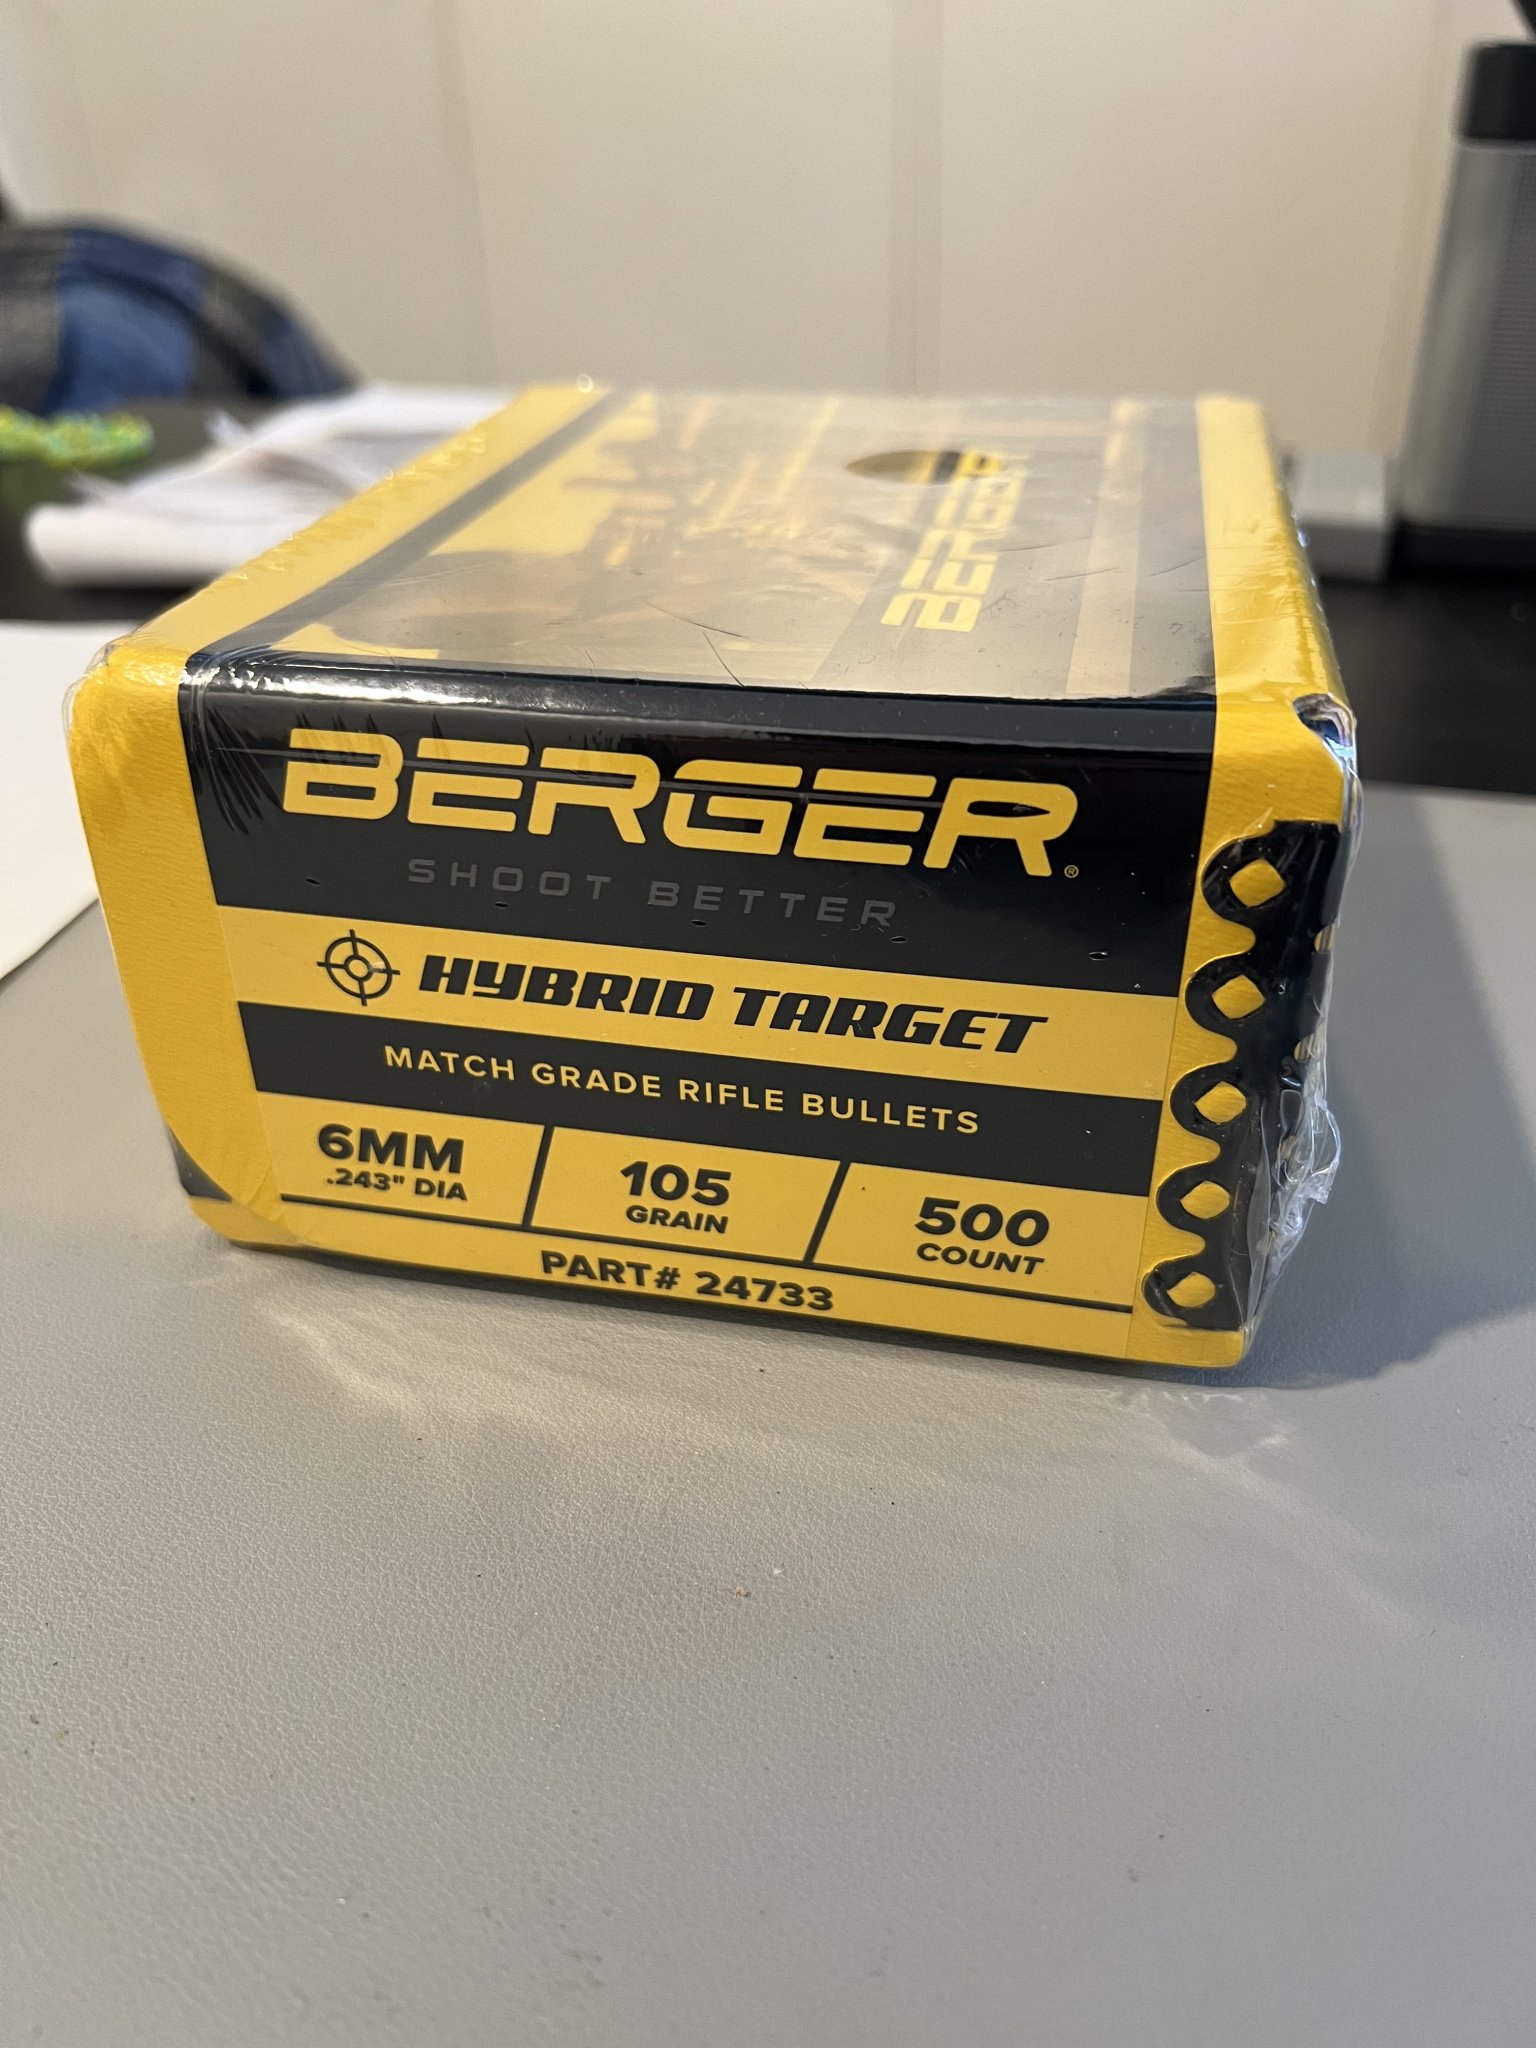 BERGER
BERGER®
SHOOT BETTER
HYBRID TARGET
MATCH GRADE RIFLE BULLETS
6MM
.243" DIA
105
GRAIN
500
COUNT
PART# 24733